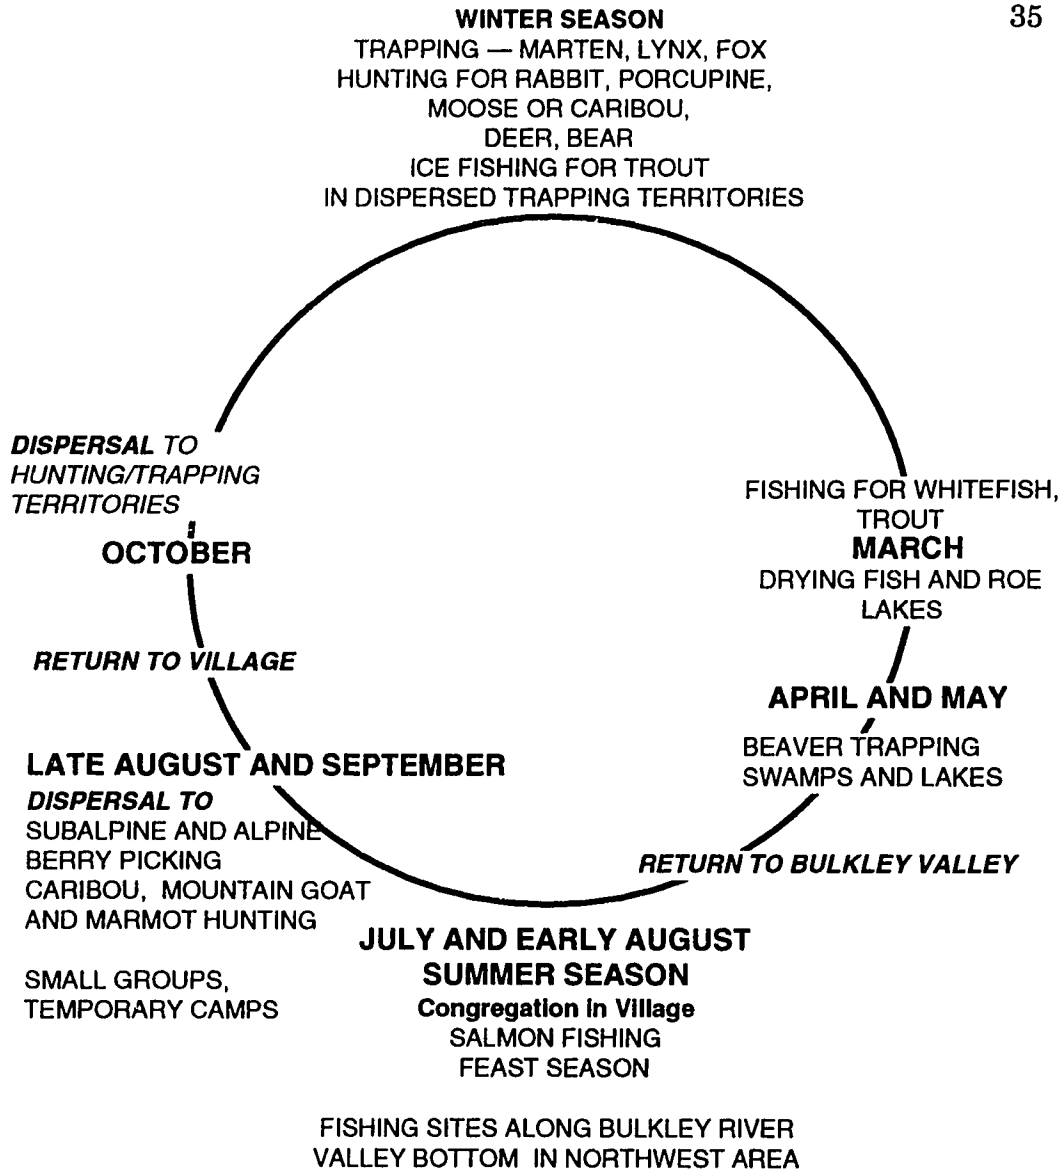 35
WINTER SEASON
TRAPPING — MARTEN, LYNX, FOX
HUNTING FOR RABBIT, PORCUPINE,
MOOSE OR CARIBOU,
DEER, BEAR
ICE FISHING FOR TROUT
IN DISPERSED TRAPPING TERRITORIES
DISPERSAL TO
HUNTING/TRAPPING
TERRITORIES
OCTOBER
RETURN TO VILLAGE
FISHING FOR WHITEFISH,
TROUT
MARCH
DRYING FISH AND ROE
LAKES
APRIL AND MAY
BEAVER TRAPPING
SWAMPS AND LAKES
RETURN TO BULKLEY VALLEY
LATE AUGUST AND SEPTEMBER
DISPERSAL TO
SUBALPINE AND ALPINE
BERRY PICKING
CARIBOU, MOUNTAIN GOAT
AND MARMOT HUNTING
SMALL GROUPS,
TEMPORARY CAMPS
JULY AND EARLY AUGUST
SUMMER SEASON
Congregation in Village
SALMON FISHING
FEAST SEASON
FISHING SITES ALONG BULKLEY RIVER
VALLEY BOTTOM IN NORTHWEST AREA